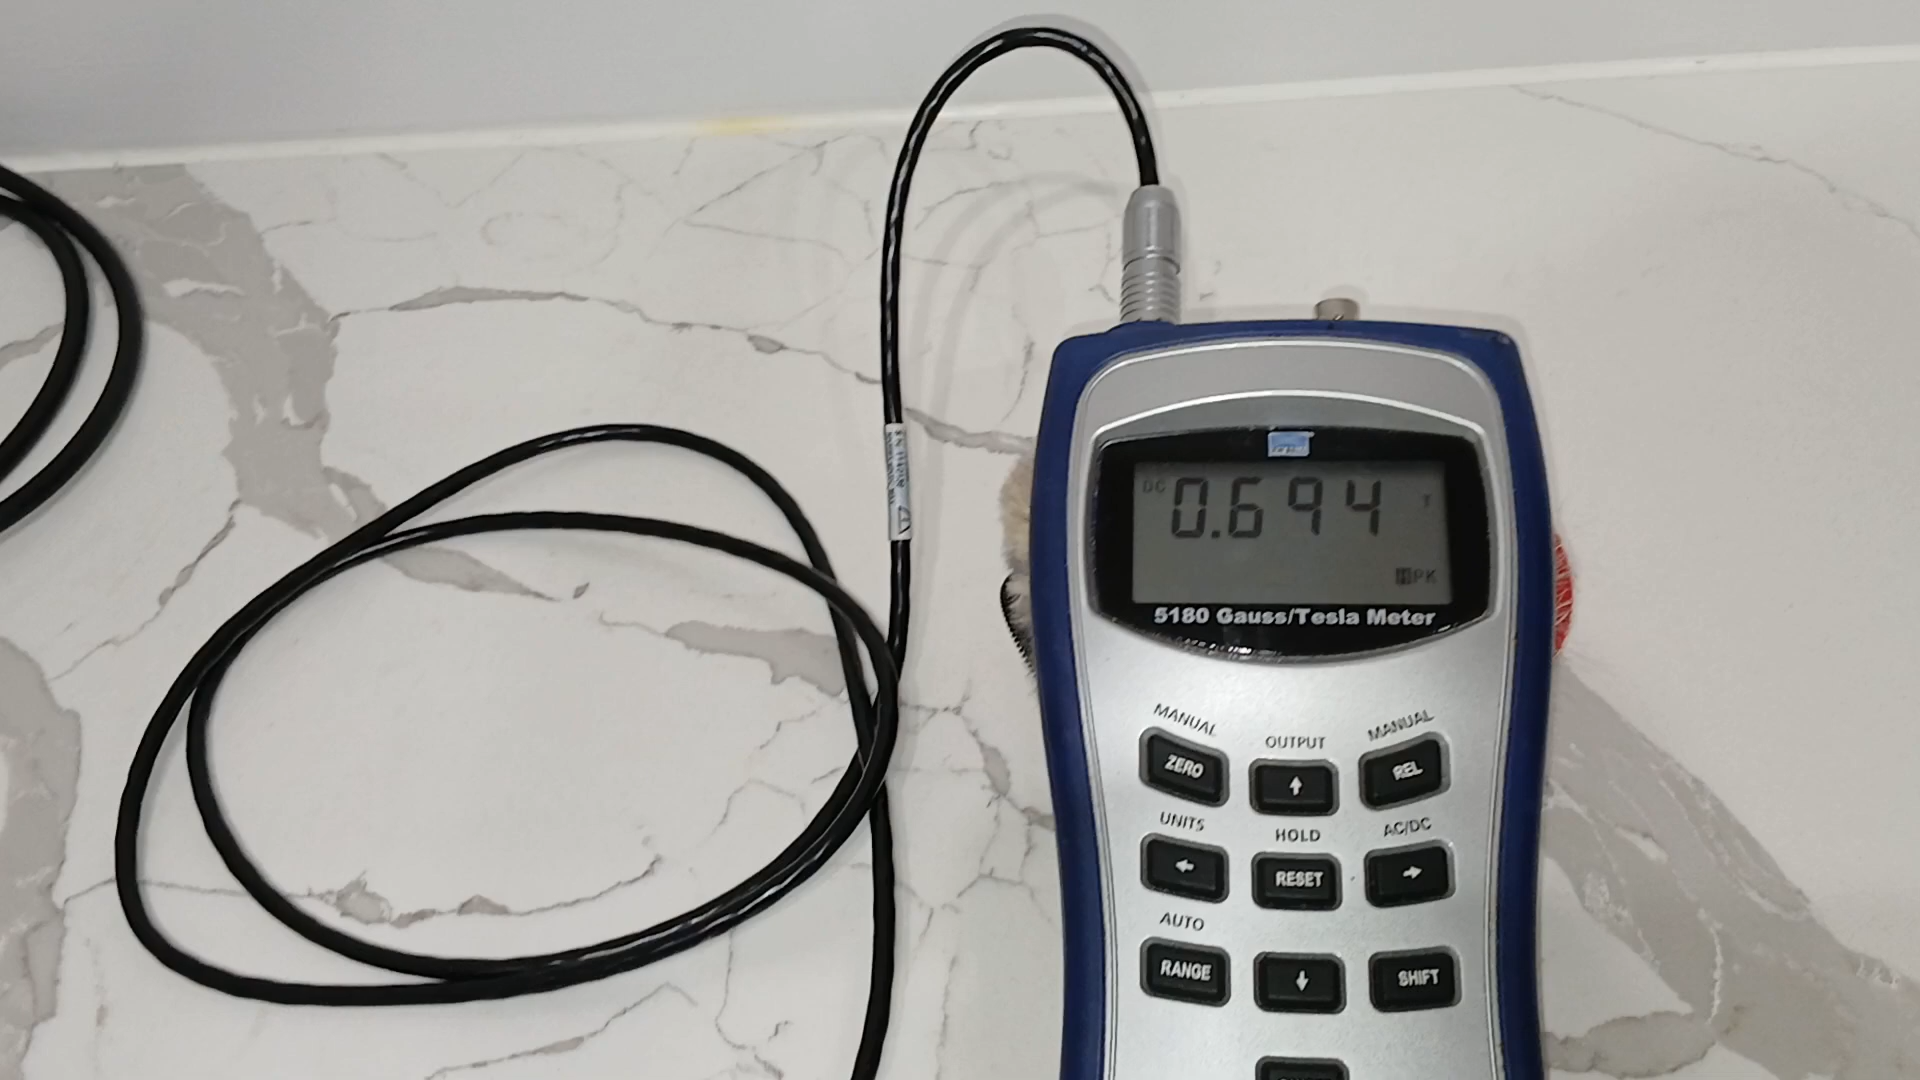 DC 0.694 T
HPK
5180 Gauss/Tesla Meter
MANUAL OUTPUT MANUAL
ZERO REL
UNITS HOLD AC/DC
RESET
AUTO
RANGE SHIFT